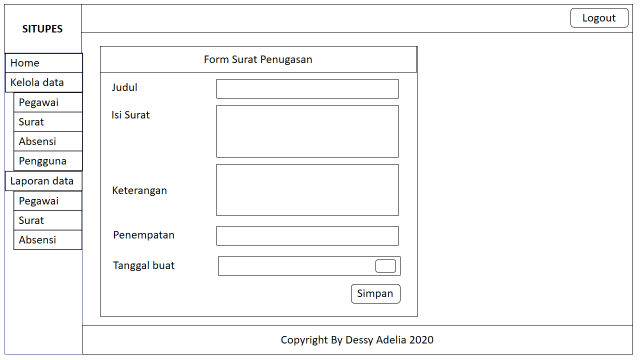 SITUPES
Logout
Home
Kelola data
Pegawai
Surat
Absensi
Pengguna
Laporan data
Pegawai
Surat
Absensi
Form Surat Penugasan
Judul
Isi Surat
Keterangan
Penempatan
Tanggal buat
Simpan
Copyright By Dessy Adelia 2020